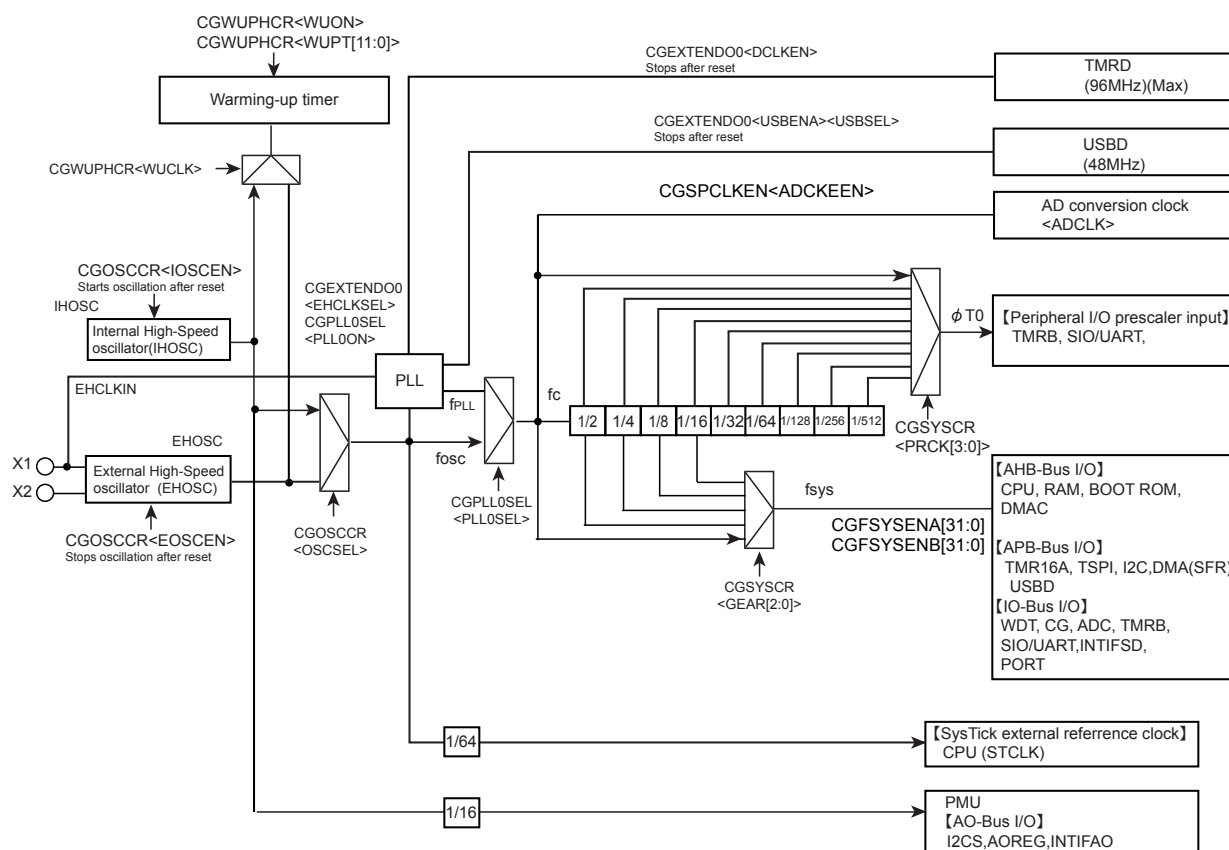 CGWUPHCR<WUON>
CGWUPHCR<WUPT[11:0]>
Warming-up timer
CGWUPHCR<WUCLK>
CGEXTENDO0<DCLKEN>
Stops after reset
TMRD
(96MHz)(Max)
CGEXTENDO0<USBENA><USBSEL>
Stops after reset
USBD
(48MHz)
CGSPCLKEN<ADCKEEN>
AD conversion clock
<ADCLK>
CGOSCCR<IOSCEN>
Starts oscillation after reset
IHOSC
Internal High-Speed
oscillator(IHOSC)
CGEXTENDO0
<EHCLKSEL>
CGPLL0SEL
<PLL0ON>
PLL
EHCLKIN
fPLL
fosc
fc
1/2
1/4
1/8
1/16
1/32
1/64
1/128
1/256
1/512
ϕT0
【Peripheral I/O prescaler input】
TMRB, SIO/UART,
CGSYSCR
<PRCK[3:0]>
X1
X2
EHOSC
External High-Speed
oscillator (EHOSC)
CGOSCCR<EOSCEN>
Stops oscillation after reset
CGOSCCR
<OSCSEL>
CGPLL0SEL
<PLL0SEL>
fsys
CGFSYSENA[31:0]
CGFSYSENB[31:0]
CGSYSCR
<GEAR[2:0]>
【AHB-Bus I/O】
CPU, RAM, BOOT ROM,
DMAC
【APB-Bus I/O】
TMR16A, TSPI, I2C,DMA(SFR)
USBD
【IO-Bus I/O】
WDT, CG, ADC, TMRB,
SIO/UART,INTIFSD,
PORT
1/64
【SysTick external referrence clock】
CPU (STCLK)
1/16
PMU
【AO-Bus I/O】
I2CS,AOREG,INTIFAO